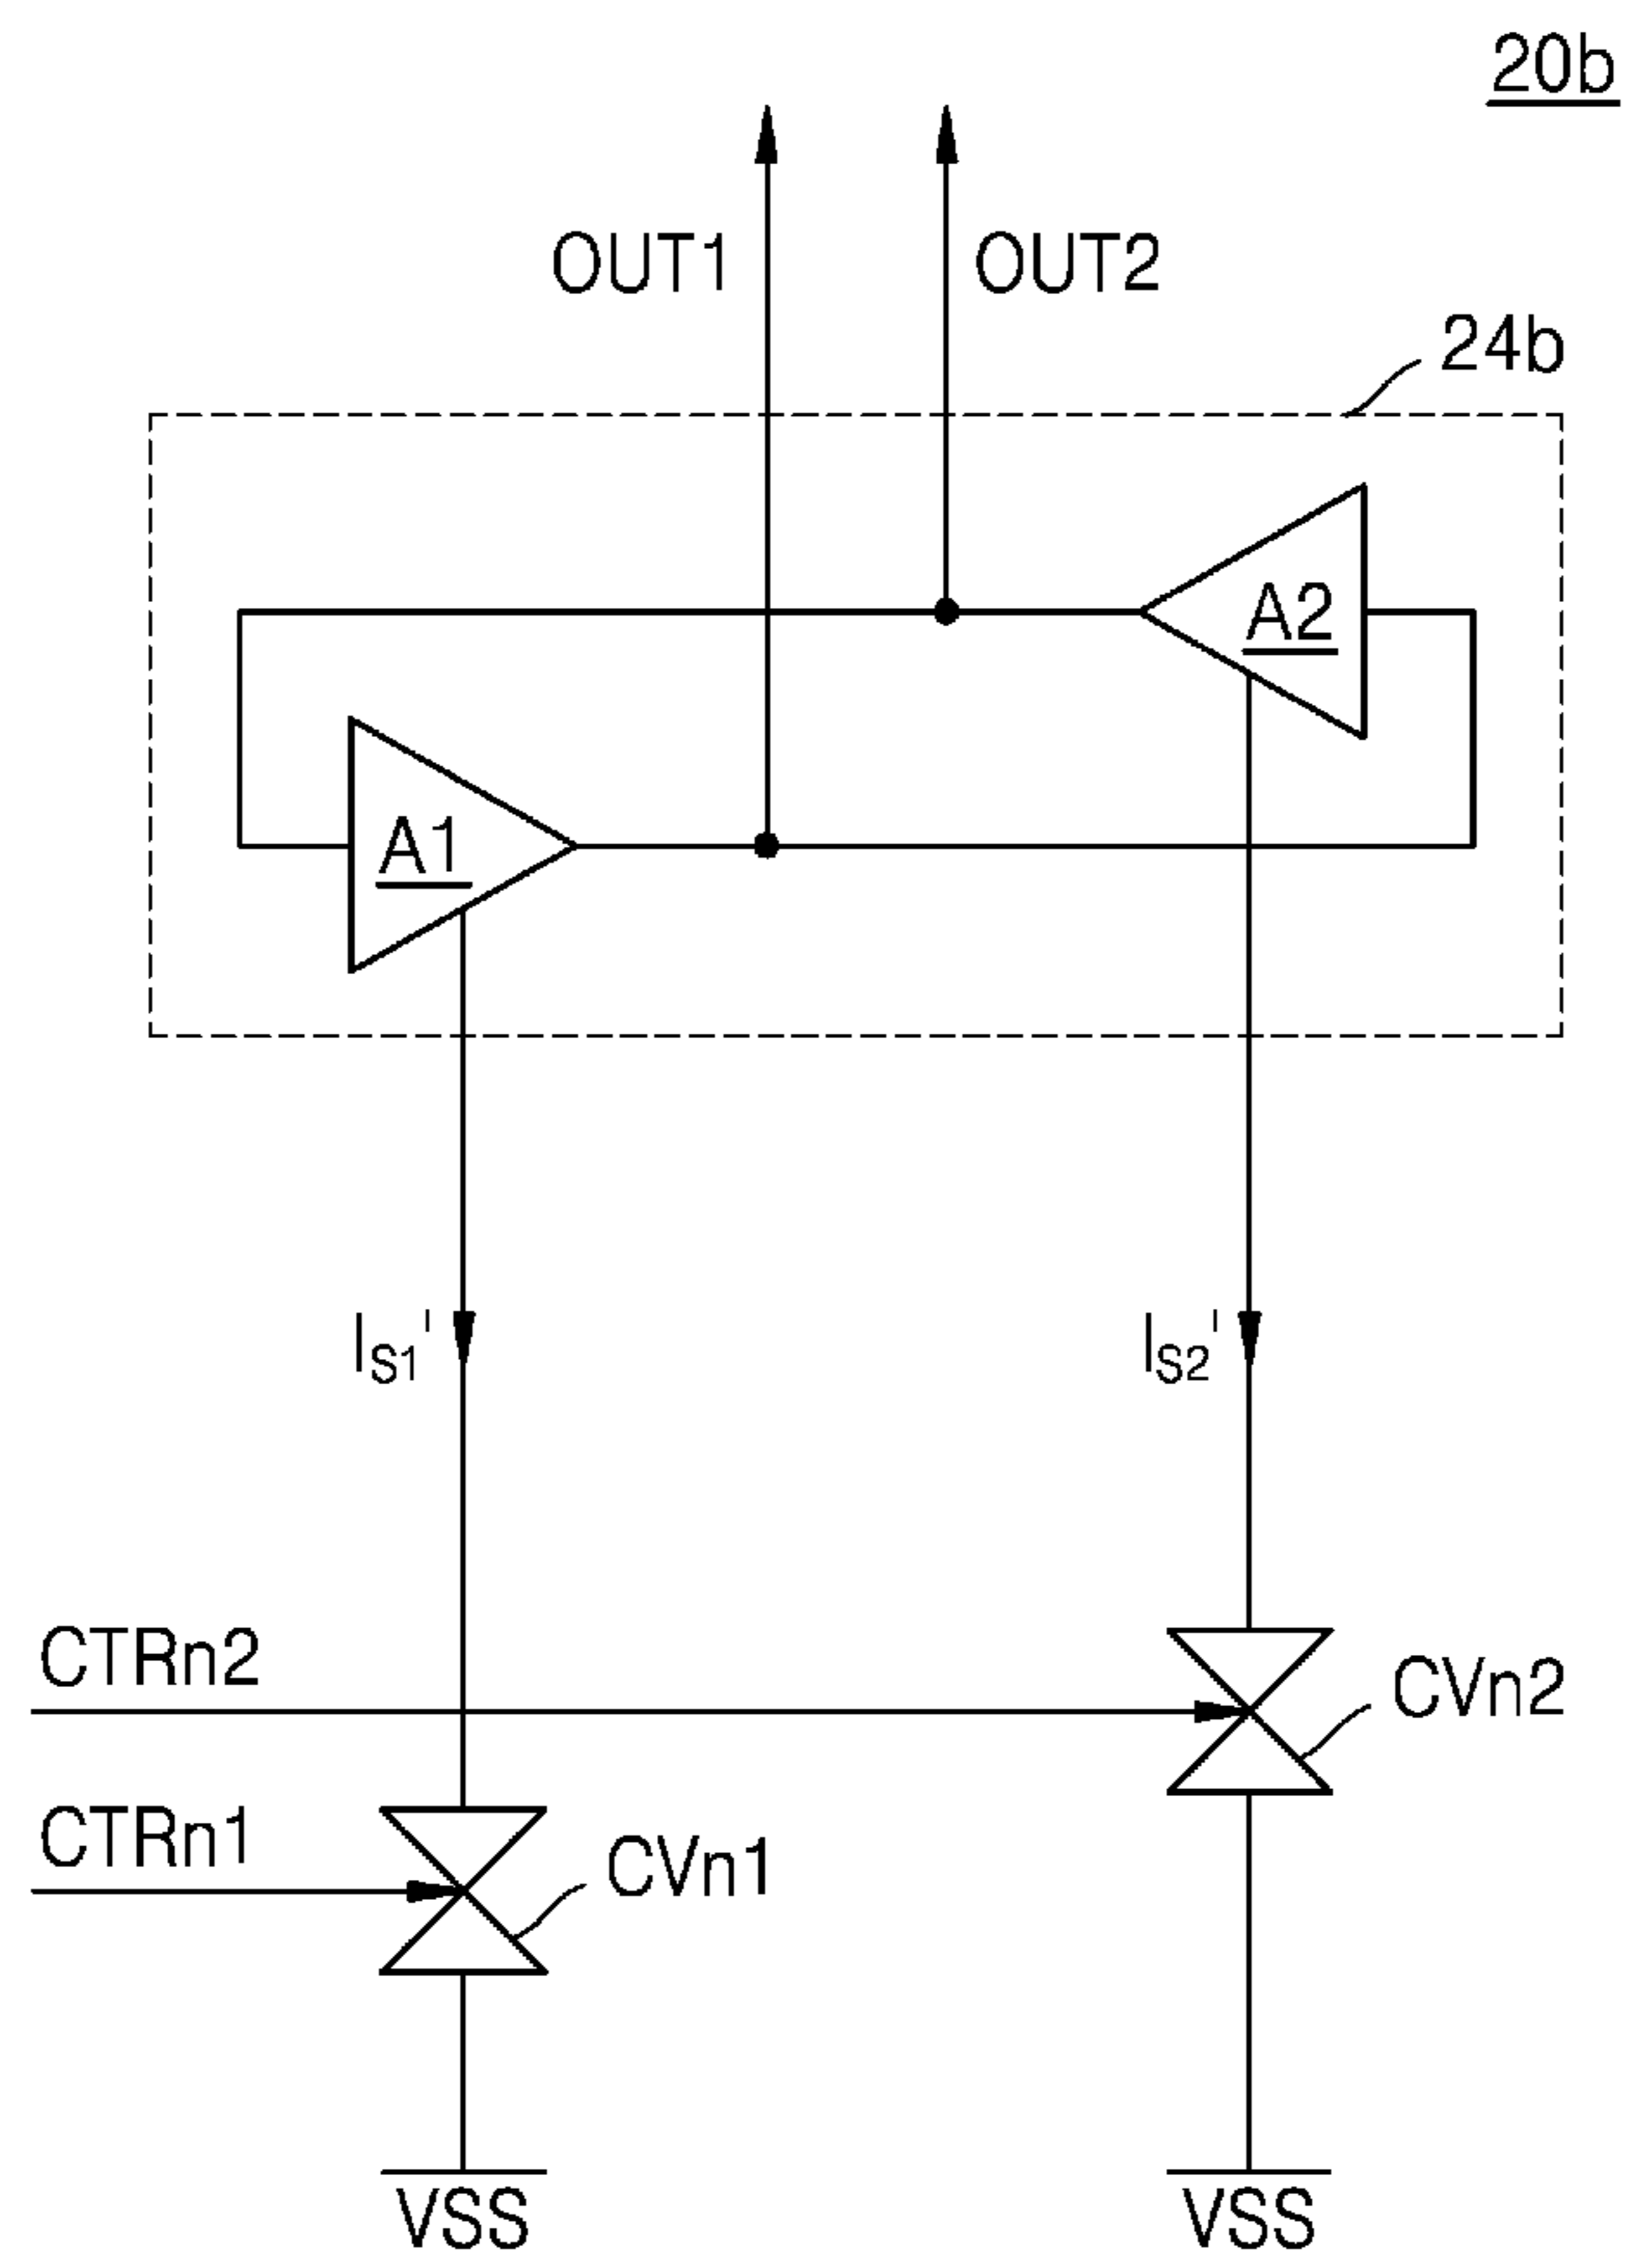 20b
OUT1
OUT2
24b
A2
A1
IS1'
IS2'
CTRn2
CVn2
CTRn1
CVn1
VSS
VSS